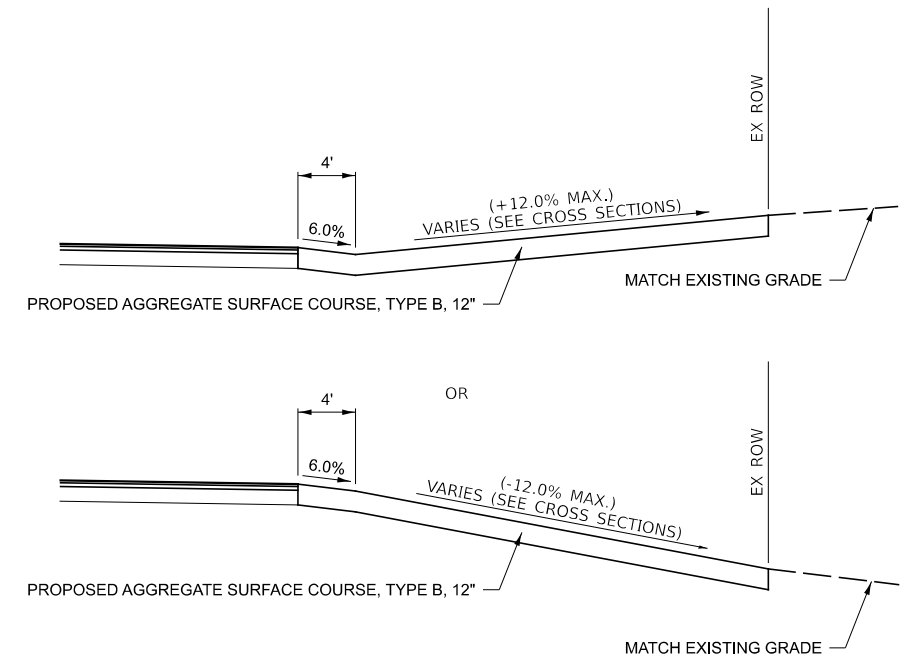 EX ROW
4'
(+12.0% MAX.)
6.0%
VARIES (SEE CROSS SECTIONS)
MATCH EXISTING GRADE
PROPOSED AGGREGATE SURFACE COURSE, TYPE B, 12"
OR
4'
EX ROW
6.0%
(-12.0% MAX.)
VARIES (SEE CROSS SECTIONS)
PROPOSED AGGREGATE SURFACE COURSE, TYPE B, 12"
MATCH EXISTING GRADE